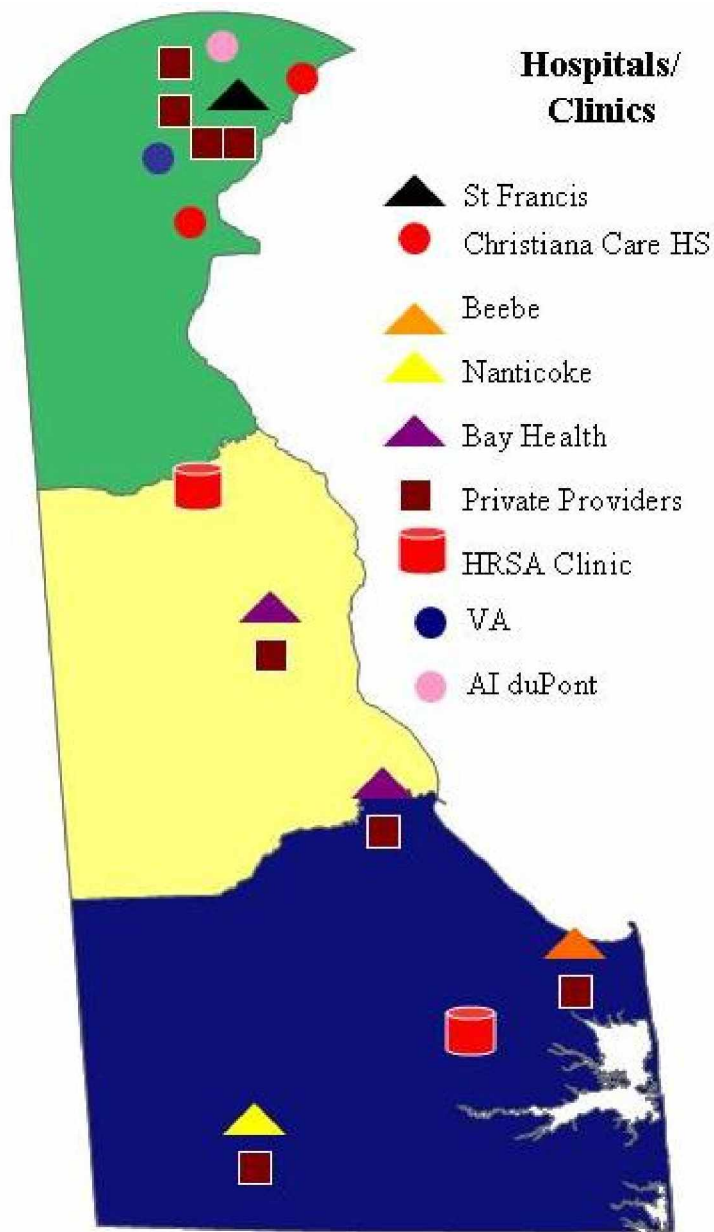 Hospitals/
Clinics
St Francis
Christiana Care HS
Beebe
Nanticoke
Bay Health
Private Providers
HRSA Clinic
VA
AI duPont